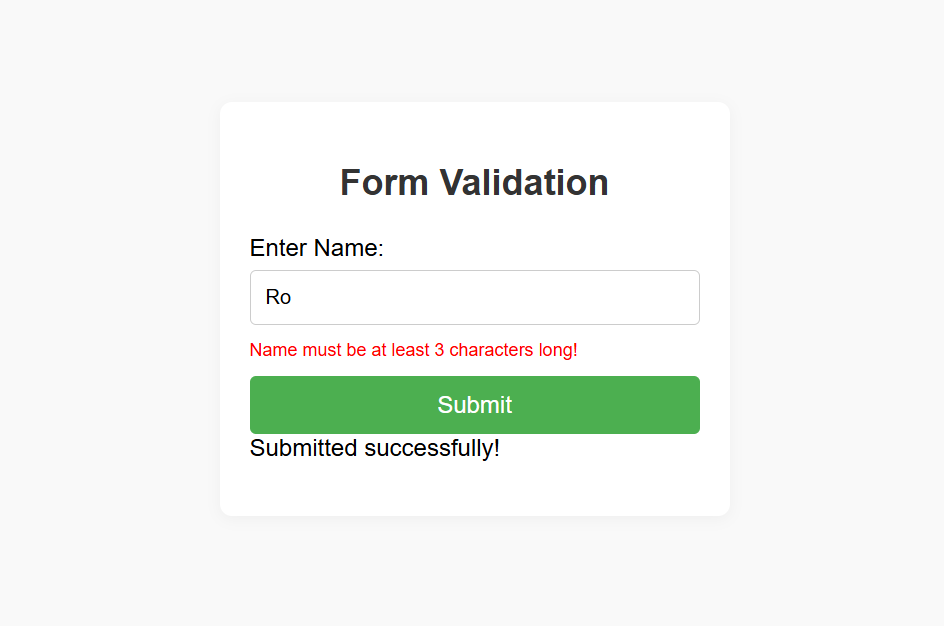 Form Validation
Enter Name:
Ro
Name must be at least 3 characters long!
Submit
Submitted successfully!